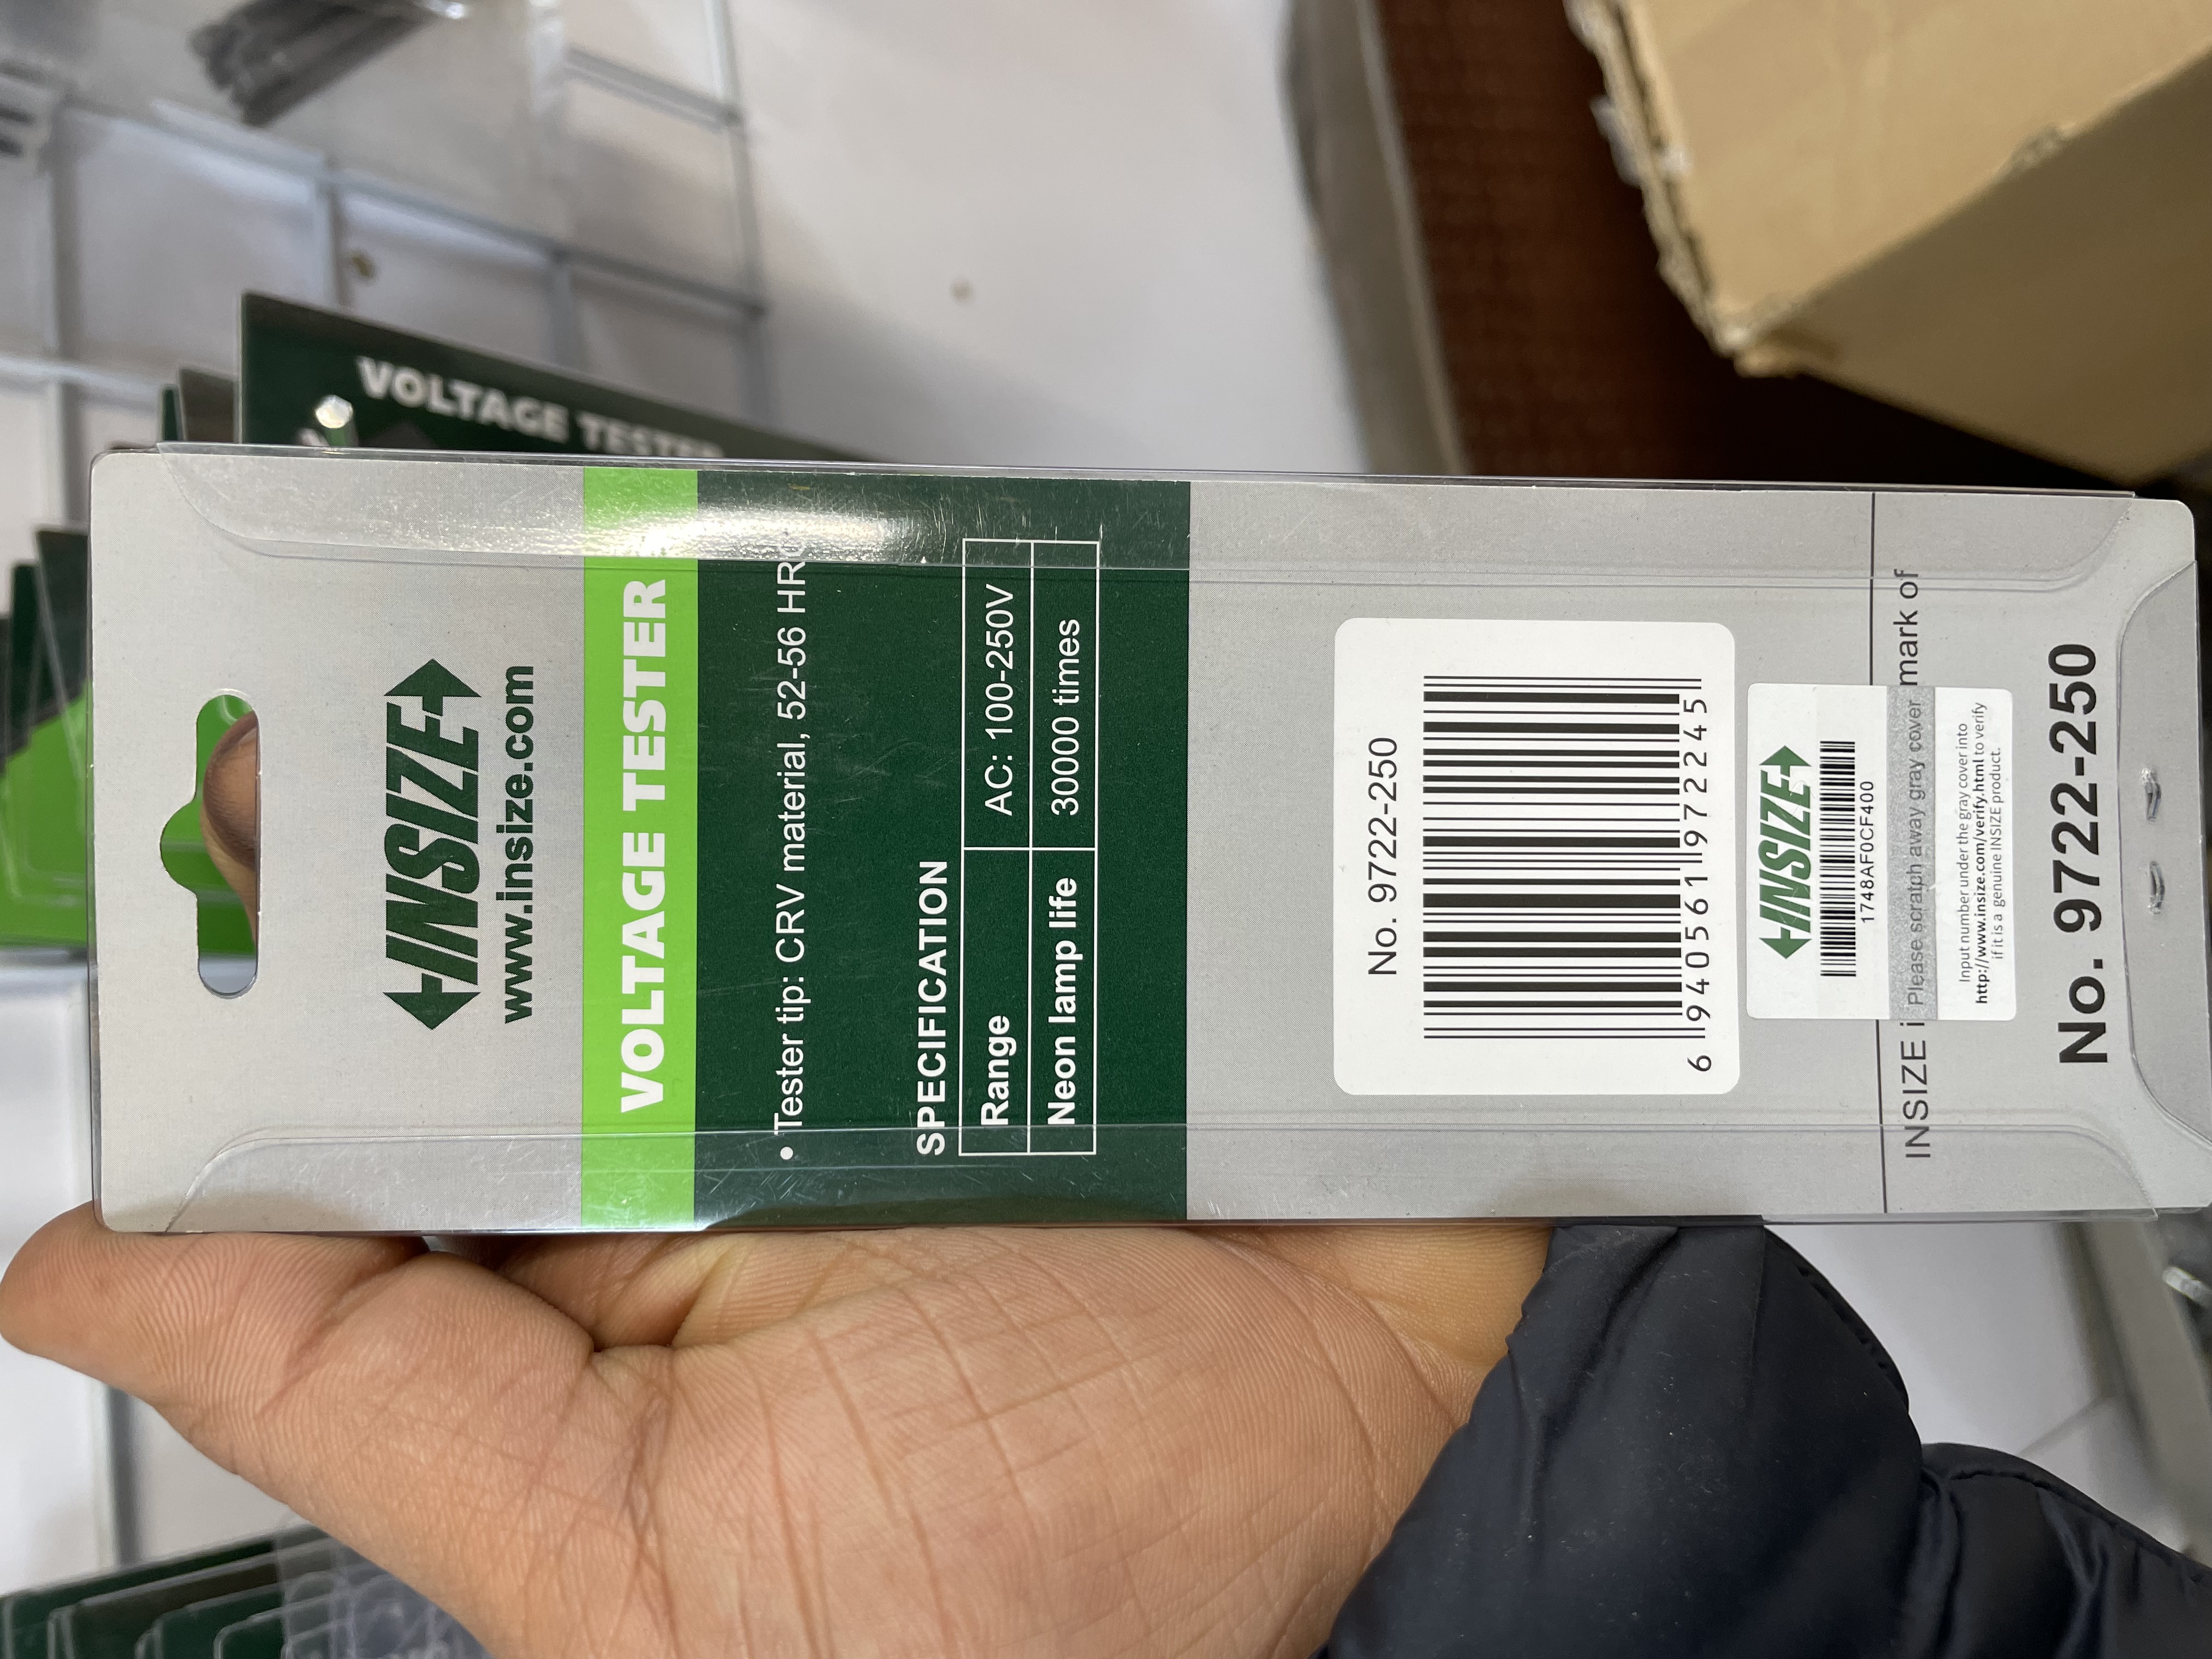 VOLTAGE TESTER
INSIZE
www.insize.com
VOLTAGE TESTER
• Tester tip: CRV material, 52-56 HRC
SPECIFICATION
Range AC: 100-250V
Neon lamp life 30000 times
No. 9722-250
6 940561 972245
INSIZE
1748AF0CF400
INSIZE i
Please scratch away gray cover
mark of
Input number under the gray cover into
http://www.insize.com/verify.html to verify
if it is a genuine INSIZE product.
No. 9722-250